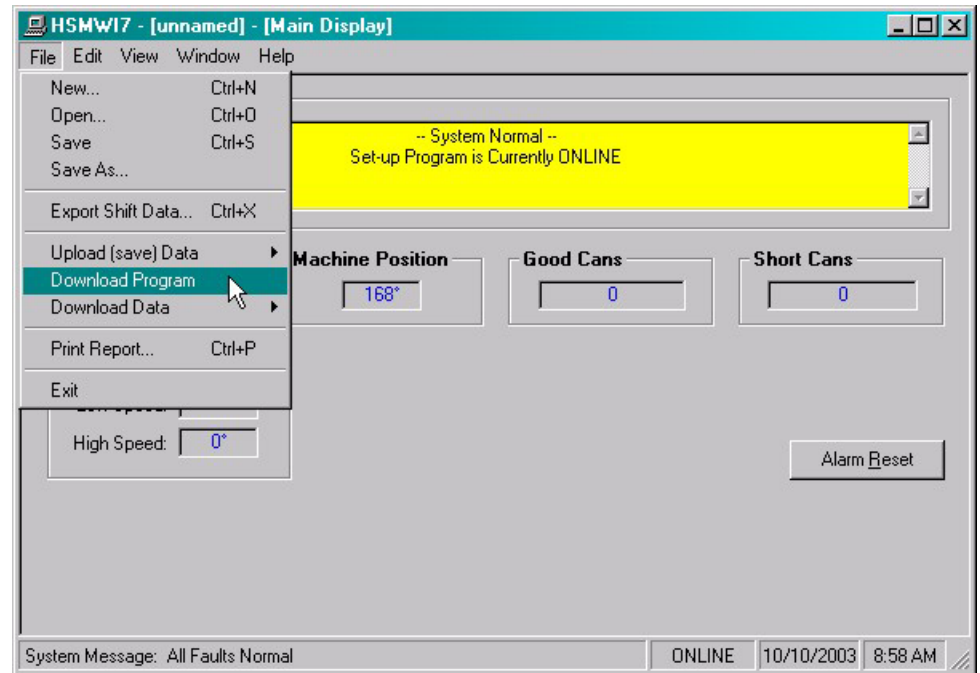 HSMWI7 - [unnamed] - [Main Display]
File Edit View Window Help
New... Ctrl+N
Open... Ctrl+O
Save Ctrl+S
Save As...
Export Shift Data... Ctrl+X
Upload (save) Data
Download Program
Download Data
Print Report... Ctrl+P
Exit
-- System Normal --
Set-up Program is Currently ONLINE
Machine Position
168°
Good Cans
0
Short Cans
0
High Speed: 0°
Alarm Reset
System Message: All Faults Normal ONLINE 10/10/2003 8:58 AM